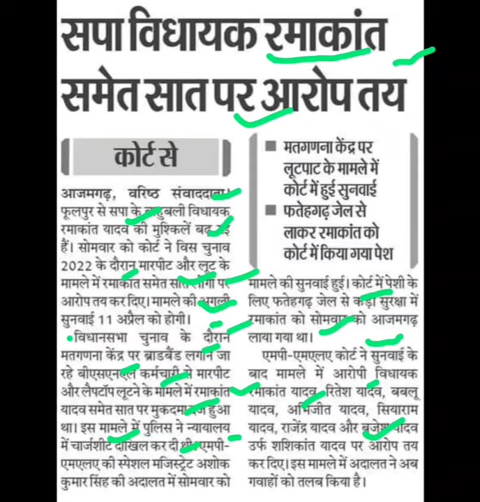 सपा विधायक रमाकांत
समेत सात पर आरोप तय
कोर्ट से
■ मतगणना केंद्र पर
लूटपाट के मामले में
कोर्ट में हुई सुनवाई
■ फतेहगढ़ जेल से
लाकर रमाकांत को
कोर्ट में किया गया पेश
आजमगढ़, वरिष्ठ संवाददाता।
फूलपुर से सपा के बाहुबली विधायक
रमाकांत यादव की मुश्किलें बढ़ गई
हैं। सोमवार को कोर्ट ने विस चुनाव
2022 के दौरान मारपीट और लूट के
मामले में रमाकांत समेत सात लोगों पर
आरोप तय कर दिए। मामले की अगली
सुनवाई 11 अप्रैल को होगी।
विधानसभा चुनाव के दौरान
मतगणना केंद्र पर ब्राडबैंड लगाने जा
रहे बीएसएनएल कर्मचारी से मारपीट
और लैपटॉप लूटने के मामले में रमाकांत
यादव समेत सात पर मुकदमा दर्ज हुआ
था। इस मामले में पुलिस ने न्यायालय
में चार्जशीट दाखिल कर दी थी। एमपी-
एमएलए की स्पेशल मजिस्ट्रेट अशोक
कुमार सिंह की अदालत में सोमवार को
मामले की सुनवाई हुई। कोर्ट में पेशी के
लिए फतेहगढ़ जेल से कड़ी सुरक्षा में
रमाकांत को सोमवार को आजमगढ़
लाया गया था।
एमपी-एमएलए कोर्ट ने सुनवाई के
बाद मामले में आरोपी विधायक
रमाकांत यादव, रितेश यादव, बबलू
यादव, अभिजीत यादव, सियाराम
यादव, राजेंद्र यादव और बृजेश यादव
उर्फ शशिकांत यादव पर आरोप तय
कर दिए। इस मामले में अदालत ने अब
गवाहों को तलब किया है।